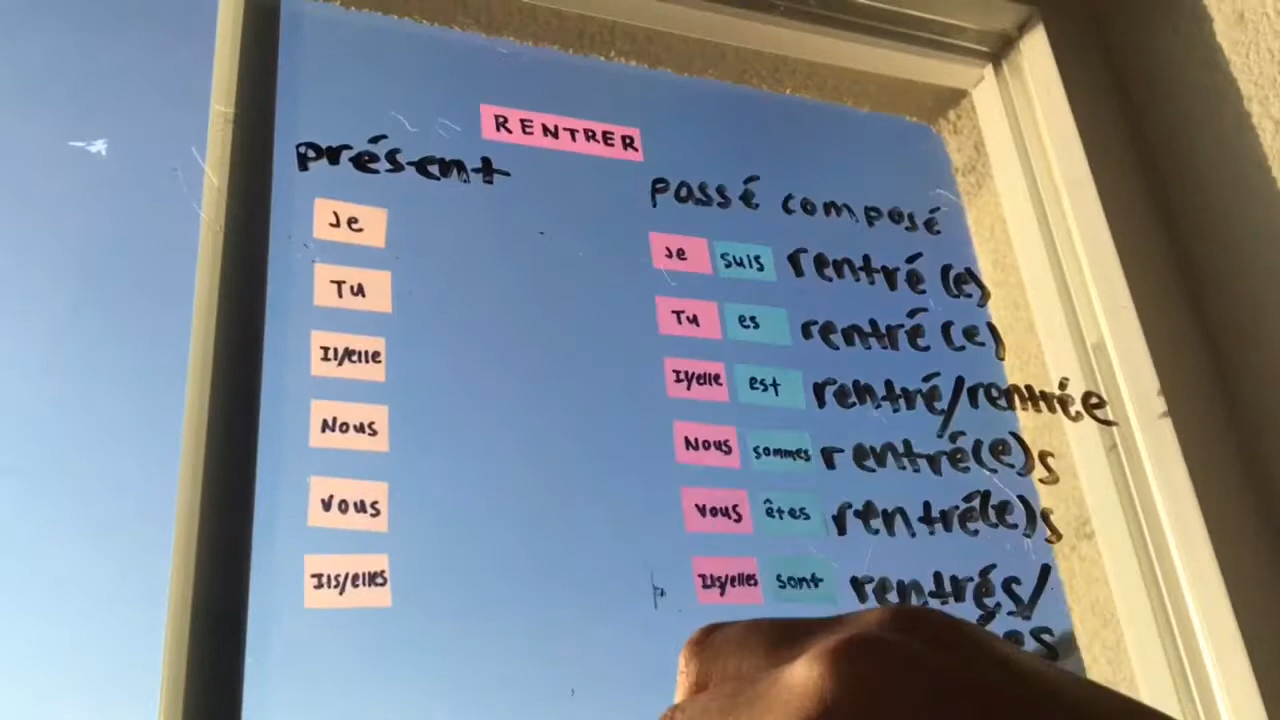 RENTRER
présent
Je
Tu
Il/elle
Nous
Vous
Ils/elles
passé composé
Je suis rentré(e)
Tu es rentré(e)
Il/elle est rentré/rentrée
Nous sommes rentré(e)s
Vous êtes rentré(e)s
Ils/elles sont rentrés/